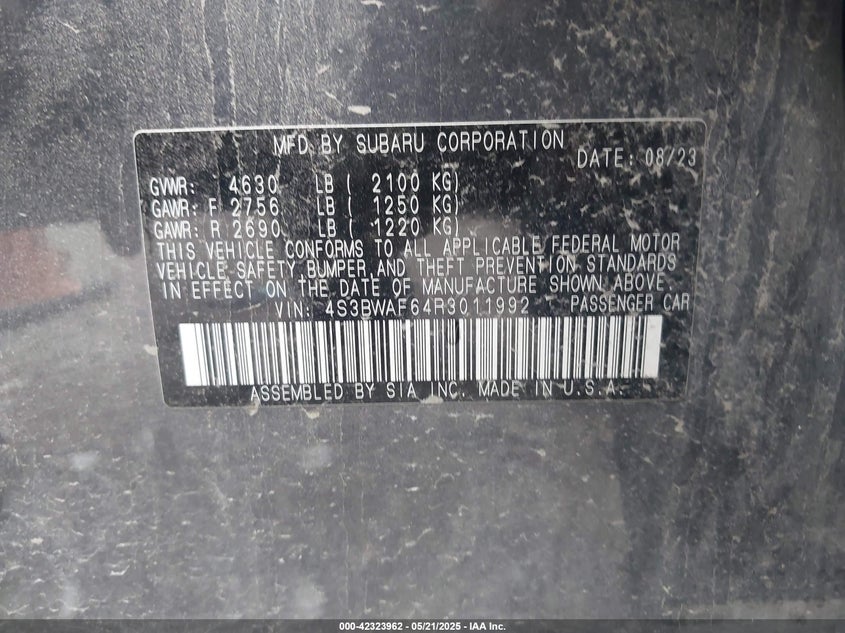 MFD. BY SUBARU CORPORATION
DATE: 08/23
GVWR: 4630 LB ( 2100 KG)
GAWR: F 2756 LB ( 1250 KG)
GAWR: R 2690 LB ( 1220 KG)
THIS VEHICLE CONFORMS TO ALL APPLICABLE FEDERAL MOTOR
VEHICLE SAFETY, BUMPER, AND THEFT PREVENTION STANDARDS
IN EFFECT ON THE DATE OF MANUFACTURE SHOWN ABOVE.
VIN: 4S3BWAF64R3011992 PASSENGER CAR
ASSEMBLED BY SIA, INC. MADE IN U.S.A.
000-42323962 - 05/21/2025 - IAA Inc.